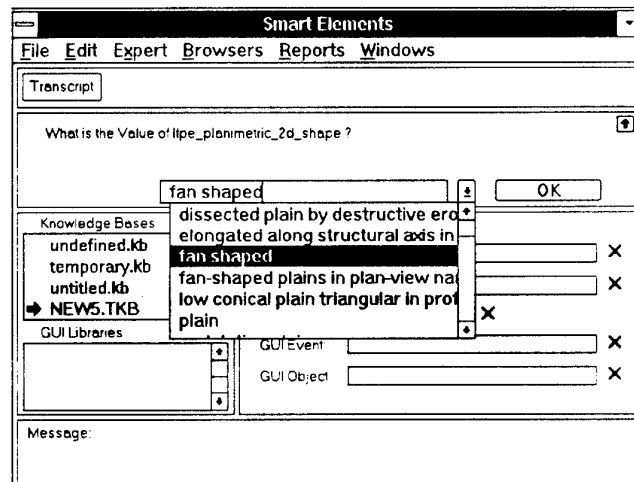 Smart Elements
File Edit Expert Browsers Reports Windows
Transcript
What is the Value of lfpe_planimetric_2d_shape ?
fan shaped
OK
dissected plain by destructive ero
elongated along structural axis in
fan shaped
fan-shaped plains in plan-view na
low conical plain triangular in prof
plain
Knowledge Bases
undefined.kb
temporary.kb
untitled.kb
NEW5.TKB
GUI Libraries
GUI Event
GUI Object
Message: